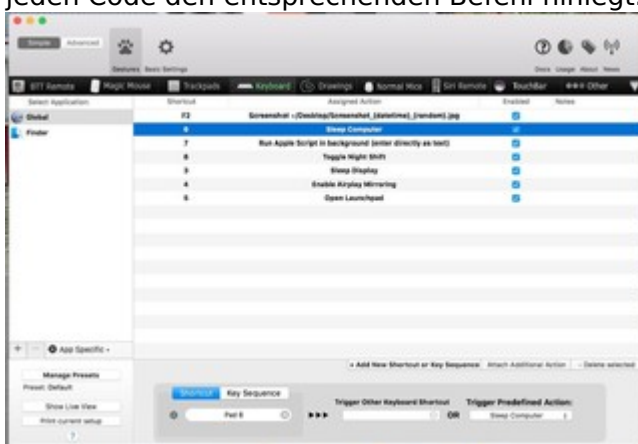 jeden Code den entsprechenden Befehl hinlegt.
Simple Advanced
Gestures Basic Settings Docs Usage About News
BTT Remote Magic Mouse Trackpads Keyboard Drawings Normal Mice Siri Remote TouchBar Other
Select Application Shortcut Assigned Action Enabled Notes
Global F2 Screenshot ~/Desktop/Screenshot_{datetime}_{random}.jpg
Sleep Computer
Finder 7 Run Apple Script in background (enter directly as text)
Toggle Night Shift
3 Sleep Display
4 Enable Airplay Mirroring
Open Launchpad
+ App Specific
+ Add New Shortcut or Key Sequence Attach Additional Action - Delete selected
Manage Presets
Preset: Default
Shortcut Key Sequence
Show Live View Trigger Other Keyboard Shortcut Trigger Predefined Action:
Pad OR Sleep Computer
Print current setup
?